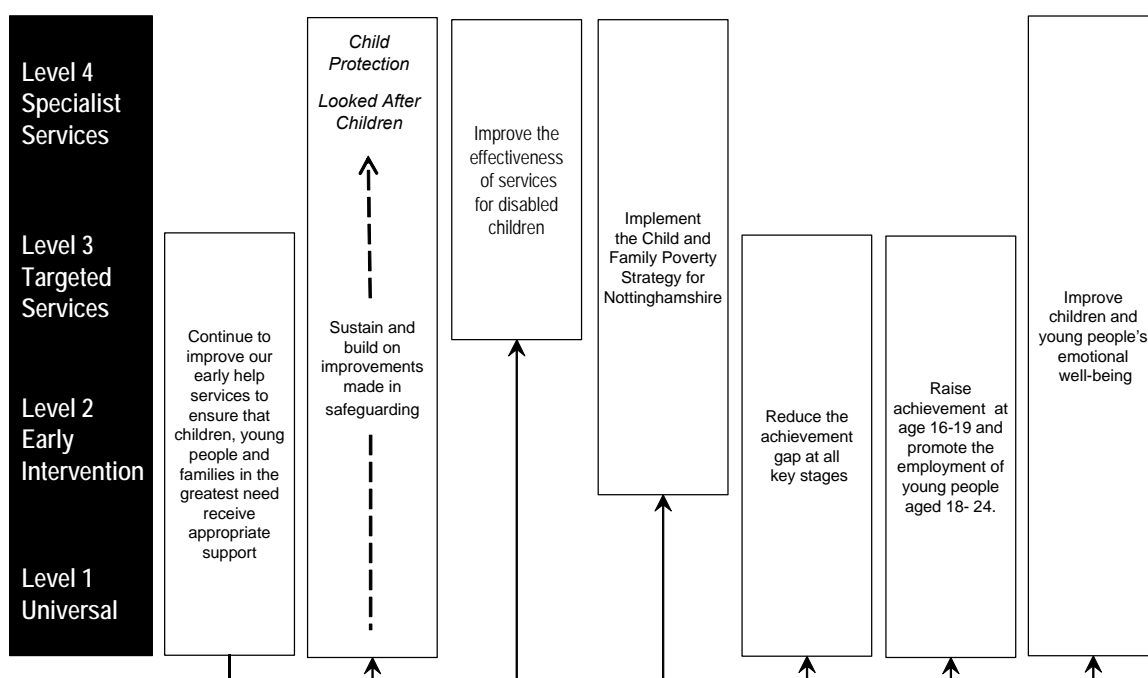 Level 4
Specialist
Services
Level 3
Targeted
Services
Level 2
Early
Intervention
Level 1
Universal
Continue to
improve our
early help
services to
ensure that
children, young
people and
families in the
greatest need
receive
appropriate
support
Child
Protection
Looked After
Children
Sustain and
build on
improvements
made in
safeguarding
Improve the
effectiveness
of services
for disabled
children
Implement
the Child and
Family Poverty
Strategy for
Nottinghamshire
Reduce the
achievement
gap at all
key stages
Raise
achievement at
age 16-19 and
promote the
employment of
young people
aged 18- 24.
Improve
children and
young people's
emotional
well-being